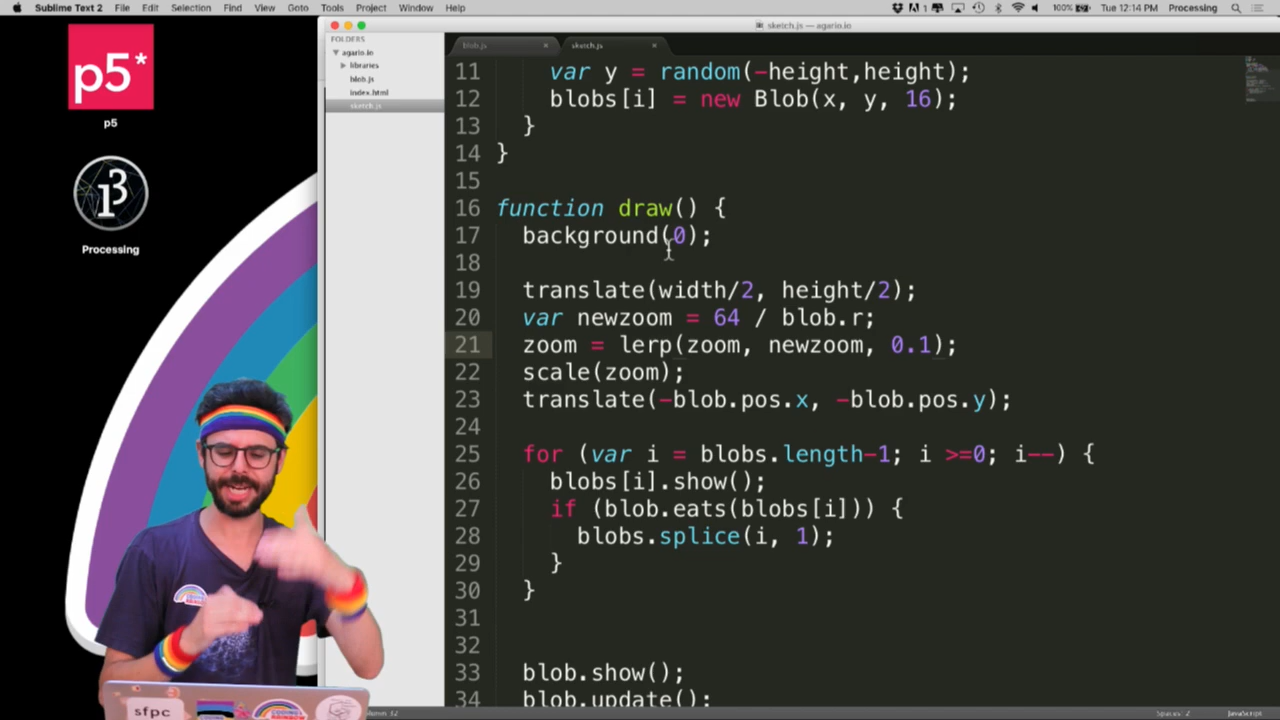 Sublime Text 2 File Edit Selection Find View Goto Tools Project Window Help 1 100% Tue 12:14 PM Processing
sketch.js — agario.io
p5*
p5
Processing
FOLDERS
agario.io
libraries
blob.js
index.html
sketch.js
blob.js sketch.js
11 var y = random(-height,height);
12 blobs[i] = new Blob(x, y, 16);
13 }
14 }
15
16 function draw() {
17 background(0);
18
19 translate(width/2, height/2);
20 var newzoom = 64 / blob.r;
21 zoom = lerp(zoom, newzoom, 0.1);
22 scale(zoom);
23 translate(-blob.pos.x, -blob.pos.y);
24
25 for (var i = blobs.length-1; i >=0; i--) {
26 blobs[i].show();
27 if (blob.eats(blobs[i])) {
28 blobs.splice(i, 1);
29 }
30 }
31
32
33 blob.show();
34 blob.update();
sfpc
Spaces: 2 JavaScript